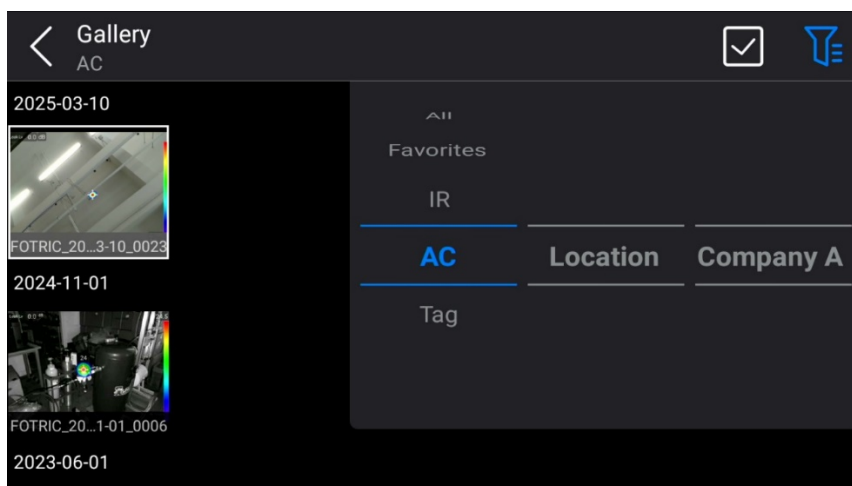 Gallery
AC
2025-03-10
FOTRIC_20...3-10_0023
2024-11-01
FOTRIC_20...1-01_0006
2023-06-01
All
Favorites
IR
AC Location Company A
Tag